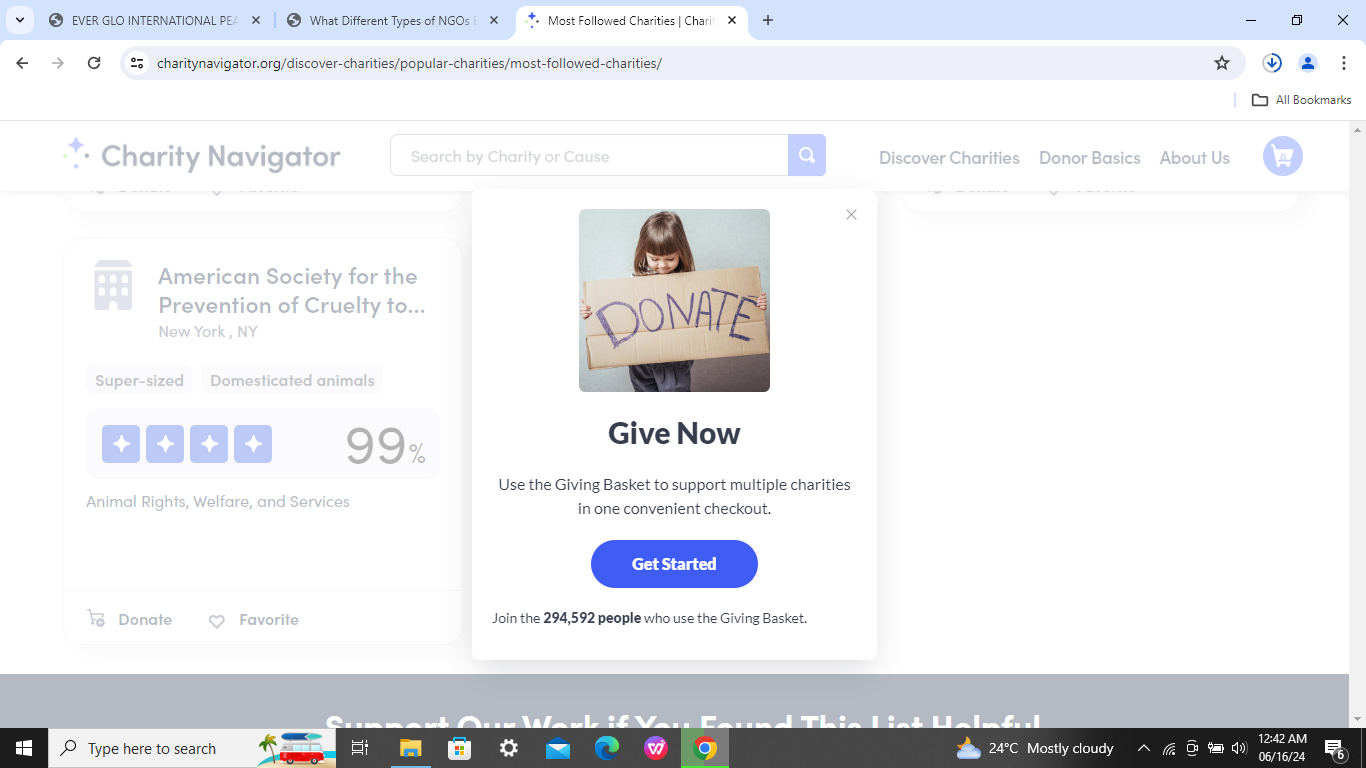 EVER GLO INTERNATIONAL PEA
What Different Types of NGOs E
Most Followed Charities | Chari
charitynavigator.org/discover-charities/popular-charities/most-followed-charities/
All Bookmarks
Charity Navigator
Search by Charity or Cause
Discover Charities
Donor Basics
About Us
0
Donate
Favorite
Donate
Favorite
American Society for the
Prevention of Cruelty to...
New York , NY
Super-sized
Domesticated animals
99%
Animal Rights, Welfare, and Services
Donate
Favorite
DONATE
Give Now
Use the Giving Basket to support multiple charities
in one convenient checkout.
Get Started
Join the 294,592 people who use the Giving Basket.
Support Our Work if You Found This List Helpful
Type here to search
24°C Mostly cloudy
12:42 AM
06/16/24
6